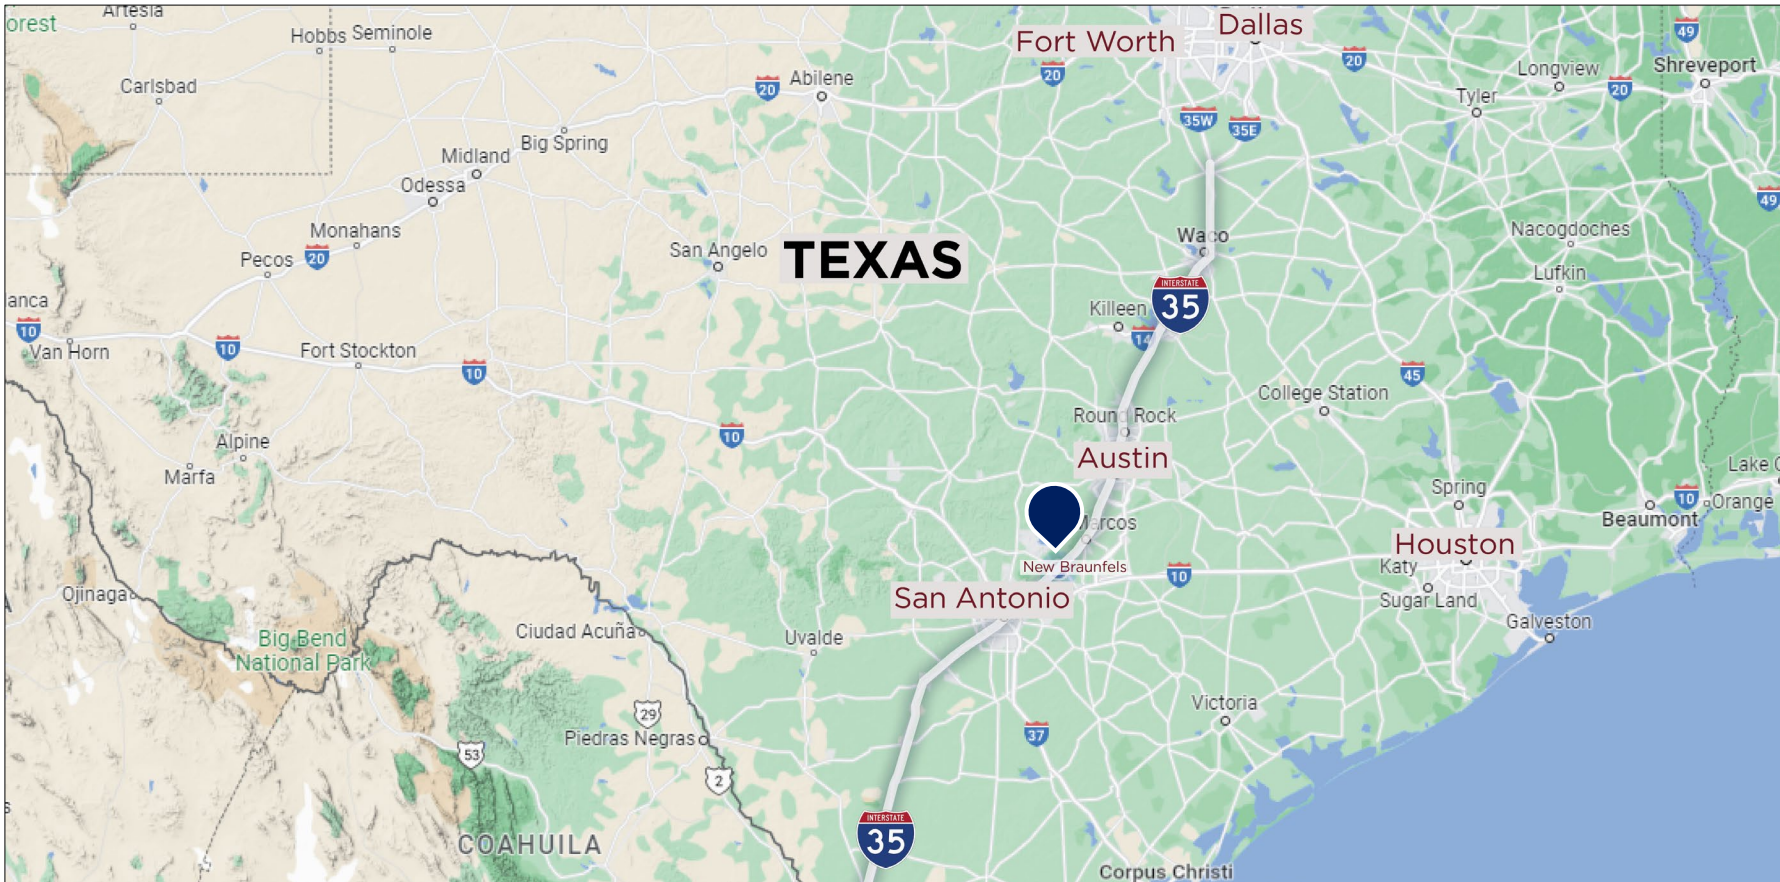 orest
Artesia
Hobbs
Seminole
Carlsbad
Abilene
20
Big Spring
Midland
Odessa
Monahans
Pecos
20
San Angelo
TEXAS
Fort Worth
Dallas
20
20
35W
35E
Longview
Tyler
20
Shreveport
49
49
Waco
INTERSTATE
35
Killeen
14
Nacogdoches
Lufkin
anca
10
Van Horn
10
Fort Stockton
10
10
Alpine
Marfa
Round Rock
Austin
College Station
45
Marcos
New Braunfels
San Antonio
10
Spring
Houston
Katy
Sugar Land
Galveston
Beaumont
10
Orange
Lake C
Ojinaga
Big Bend
National Park
Ciudad Acuña
Uvalde
29
Piedras Negras
53
2
37
Victoria
COAHUILA
INTERSTATE
35
Corpus Christi